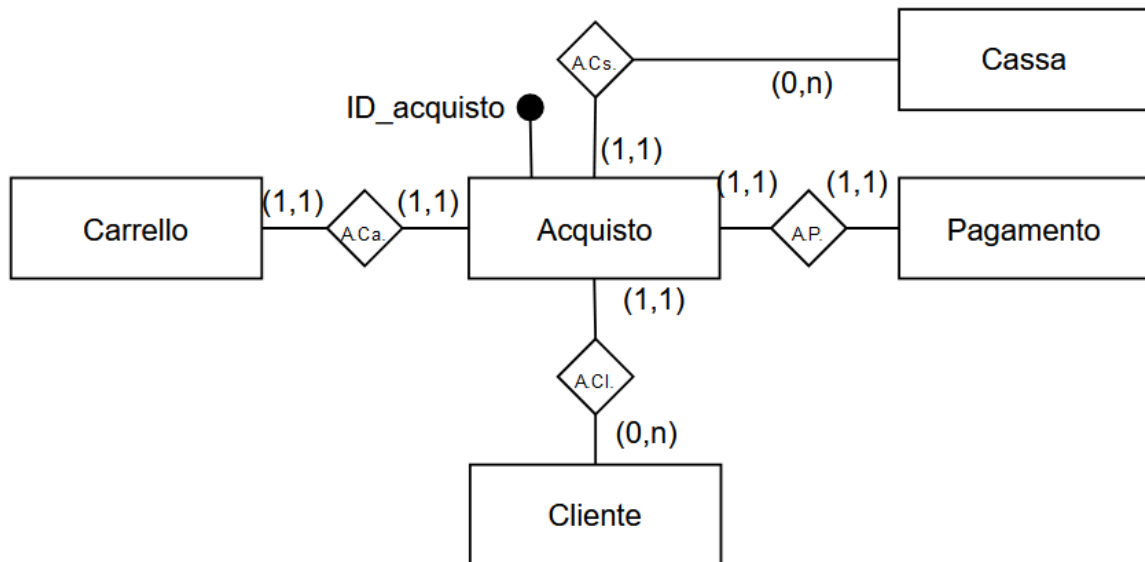 A.Cs.
Cassa
(0,n)
ID_acquisto
(1,1)
(1,1) (1,1) (1,1) (1,1)
Carrello A.Ca. Acquisto A.P. Pagamento
(1,1)
A.Cl.
(0,n)
Cliente